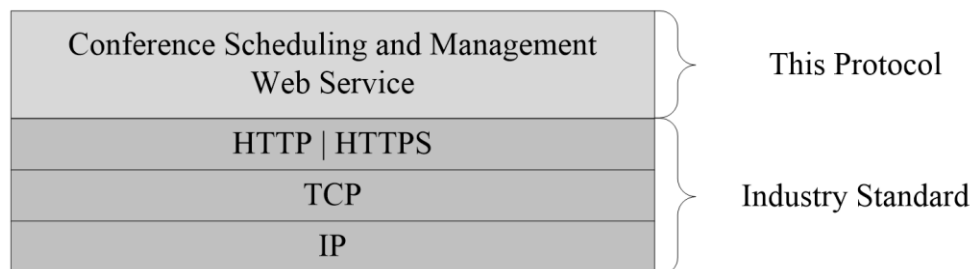 Conference Scheduling and Management
Web Service
This Protocol
HTTP | HTTPS
TCP
Industry Standard
IP